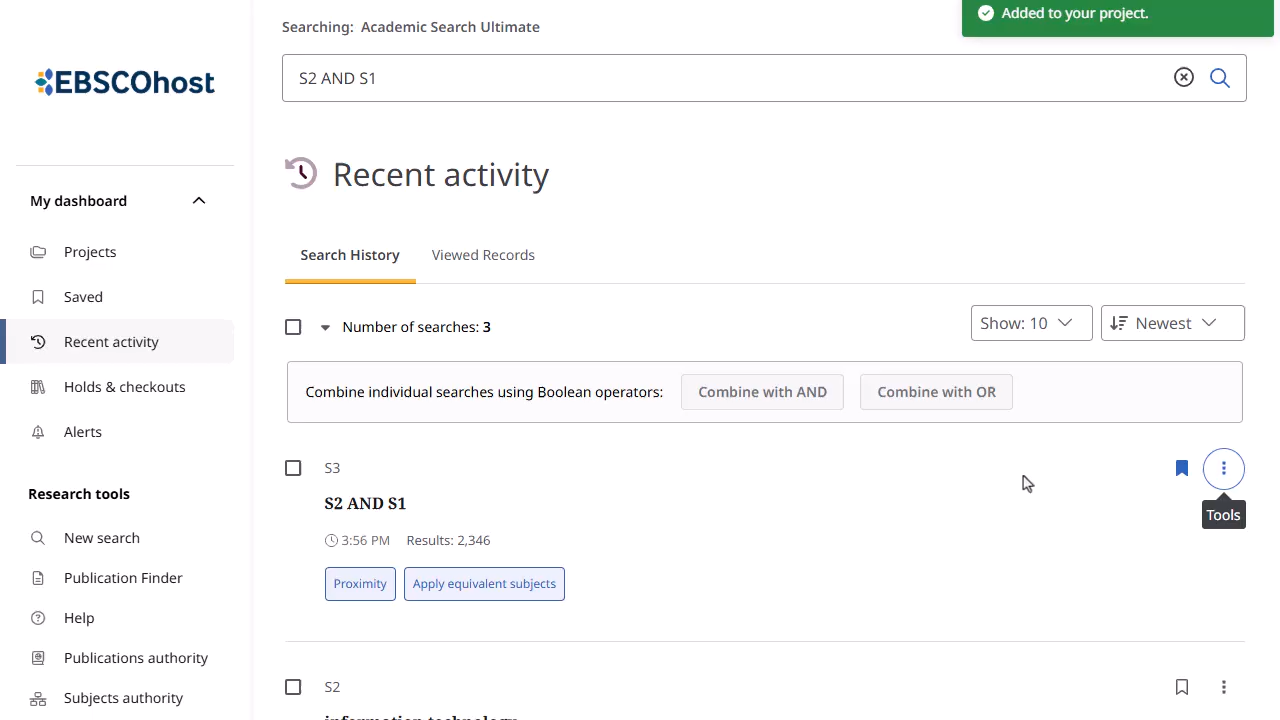 Searching: Academic Search Ultimate
Added to your project.
S2 AND S1
EBSCOhost
Recent activity
My dashboard
Projects
Saved
Recent activity
Holds & checkouts
Alerts
Research tools
New search
Publication Finder
Help
Publications authority
Subjects authority
Search History
Viewed Records
Number of searches: 3
Show: 10
Newest
Combine individual searches using Boolean operators:
Combine with AND
Combine with OR
S3
S2 AND S1
3:56 PM
Results: 2,346
Proximity
Apply equivalent subjects
Tools
S2
information technology